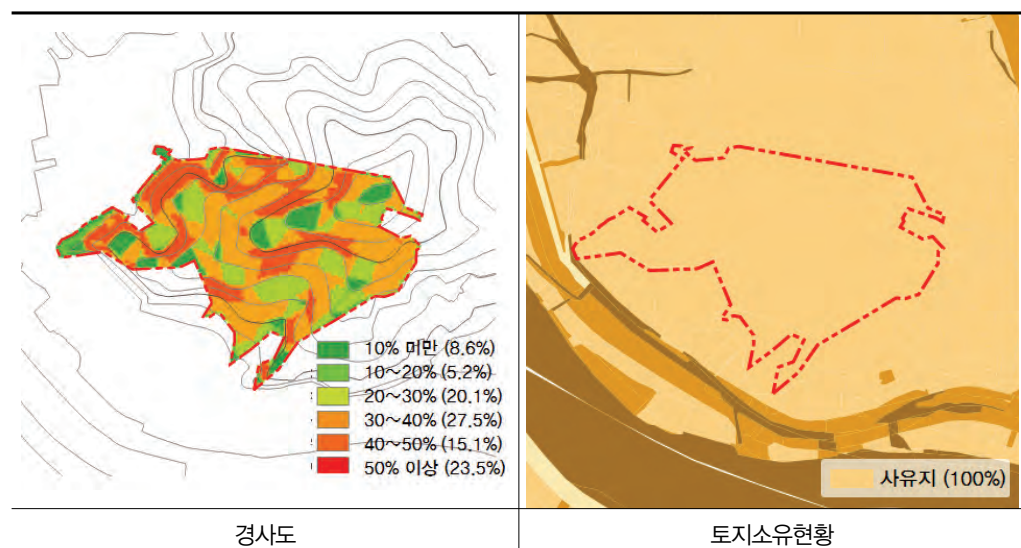 10% 미만 (8.6%)
10~20% (5.2%)
20~30% (20.1%)
30~40% (27.5%)
40~50% (15.1%)
50% 이상 (23.5%)
사유지 (100%)
경사도
토지소유현황